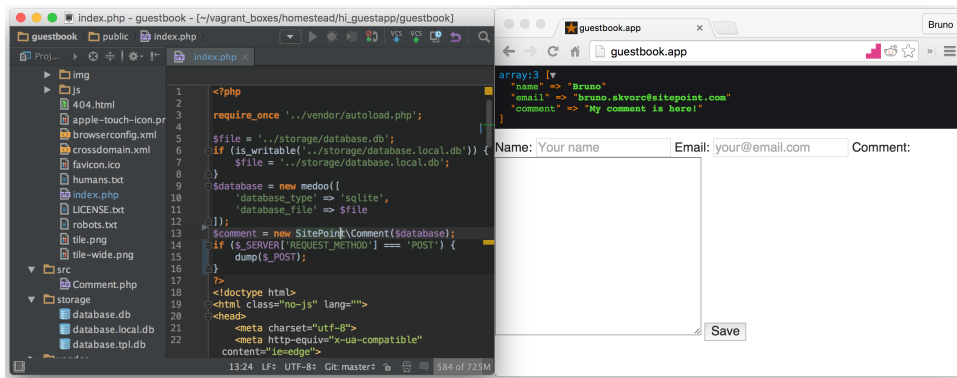 index.php - guestbook - [~/vagrant_boxes/homestead/hi_guestapp/guestbook]
guestbook public index.php
Proj...
img
js
404.html
apple-touch-icon.pr
browserconfig.xml
crossdomain.xml
favicon.ico
humans.txt
index.php
LICENSE.txt
robots.txt
tile.png
tile-wide.png
src
Comment.php
storage
database.db
database.local.db
database.tpl.db
index.php
1 <?php
2
3 require_once '../vendor/autoload.php';
4
5 $file = '../storage/database.db';
6 if (is_writable('../storage/database.local.db')) {
7 $file = '../storage/database.local.db';
8 }
9 $database = new medoo([
10 'database_type' => 'sqlite',
11 'database_file' => $file
12 ]);
13 $comment = new SitePoint\Comment($database);
14 if ($_SERVER['REQUEST_METHOD'] === 'POST') {
15 dump($_POST);
16 }
17 ?>
18 <!doctype html>
19 <html class="no-js" lang="">
20 <head>
21 <meta charset="utf-8">
22 <meta http-equiv="x-ua-compatible"
content="ie=edge">
13:24 LF UTF-8 Git: master 584 of 725M
guestbook.app
Bruno
guestbook.app
array:3 [▼
"name" => "Bruno"
"email" => "bruno.skvorc@sitepoint.com"
"comment" => "My comment is here!"
]
Name: Your name Email: your@email.com Comment:
Save